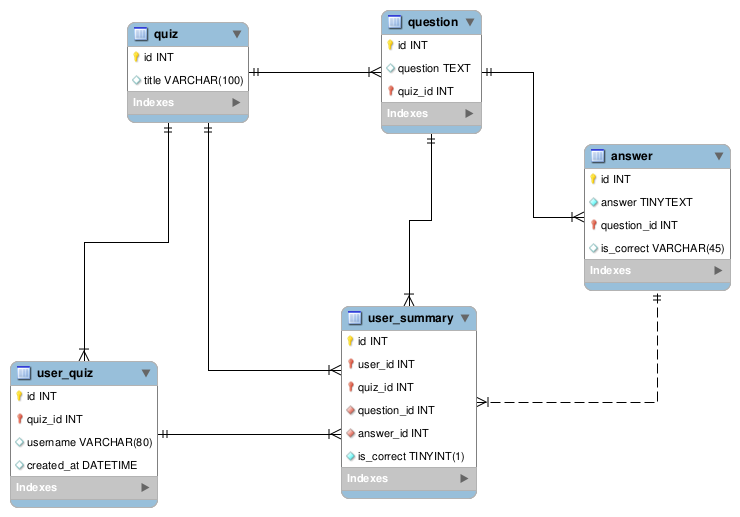 quiz
id INT
title VARCHAR(100)
Indexes
question
id INT
question TEXT
quiz_id INT
Indexes
answer
id INT
answer TINYTEXT
question_id INT
is_correct VARCHAR(45)
Indexes
user_summary
id INT
user_id INT
quiz_id INT
question_id INT
answer_id INT
is_correct TINYINT(1)
Indexes
user_quiz
id INT
quiz_id INT
username VARCHAR(80)
created_at DATETIME
Indexes